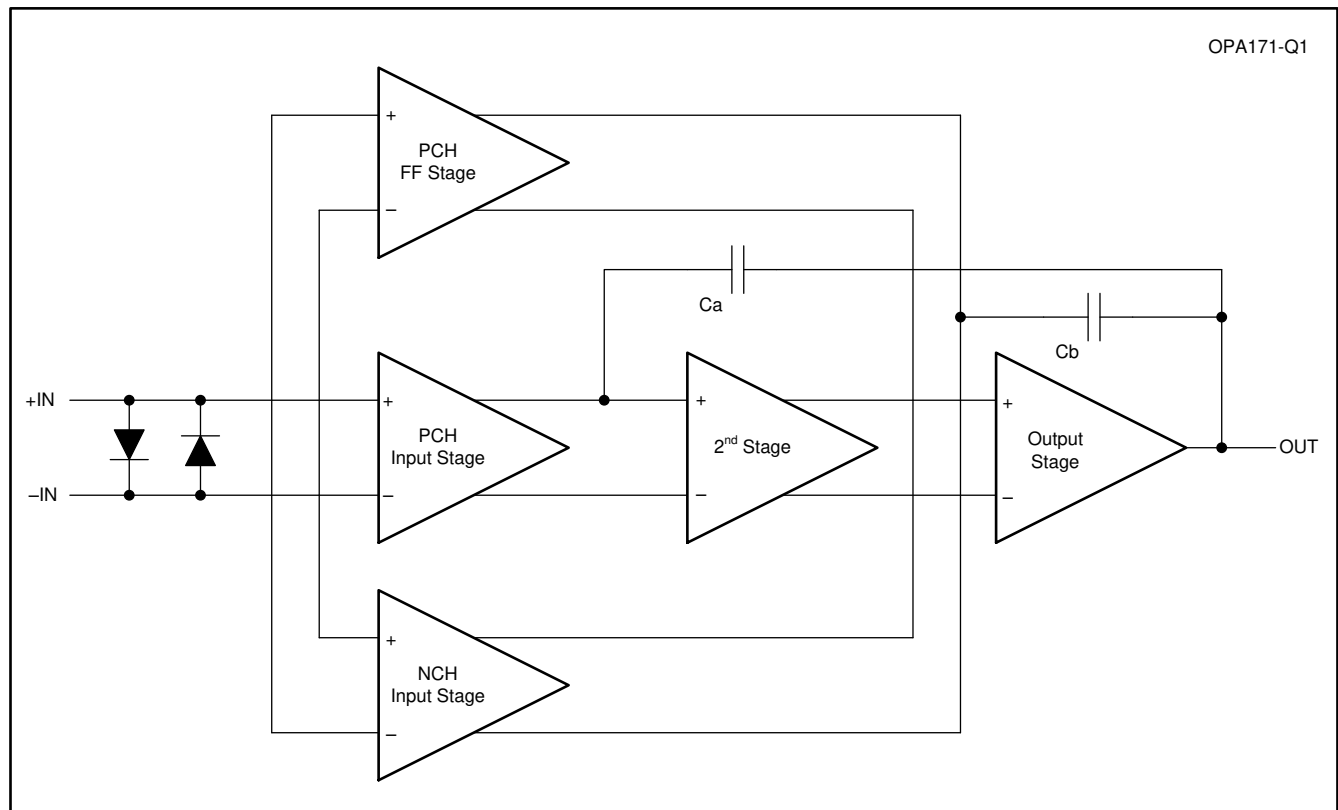 OPA171-Q1
+
PCH
FF Stage
−
Ca
Cb
+IN
+
PCH
Input Stage
−
+
2nd Stage
−
+
Output
Stage
−
OUT
−IN
+
NCH
Input Stage
−